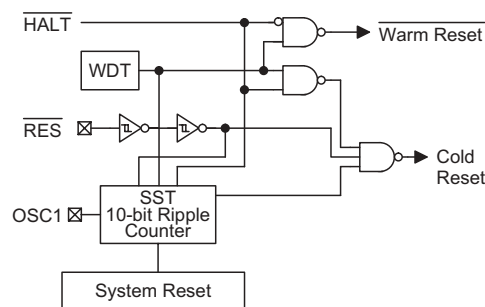 HALT
Warm Reset
WDT
RES
Cold
Reset
SST
10-bit Ripple
Counter
OSC1
System Reset